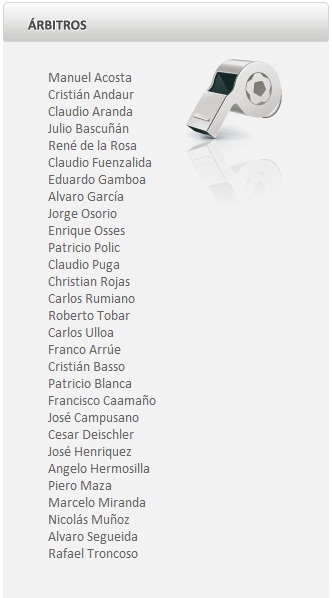 ÁRBITROS
Manuel Acosta
Cristián Andaur
Claudio Aranda
Julio Bascuñán
René de la Rosa
Claudio Fuenzalida
Eduardo Gamboa
Alvaro García
Jorge Osorio
Enrique Osses
Patricio Polic
Claudio Puga
Christian Rojas
Carlos Rumiano
Roberto Tobar
Carlos Ulloa
Franco Arrúe
Cristián Basso
Patricio Blanca
Francisco Caamaño
José Campusano
Cesar Deischler
José Henriquez
Angelo Hermosilla
Piero Maza
Marcelo Miranda
Nicolás Muñoz
Alvaro Segueida
Rafael Troncoso